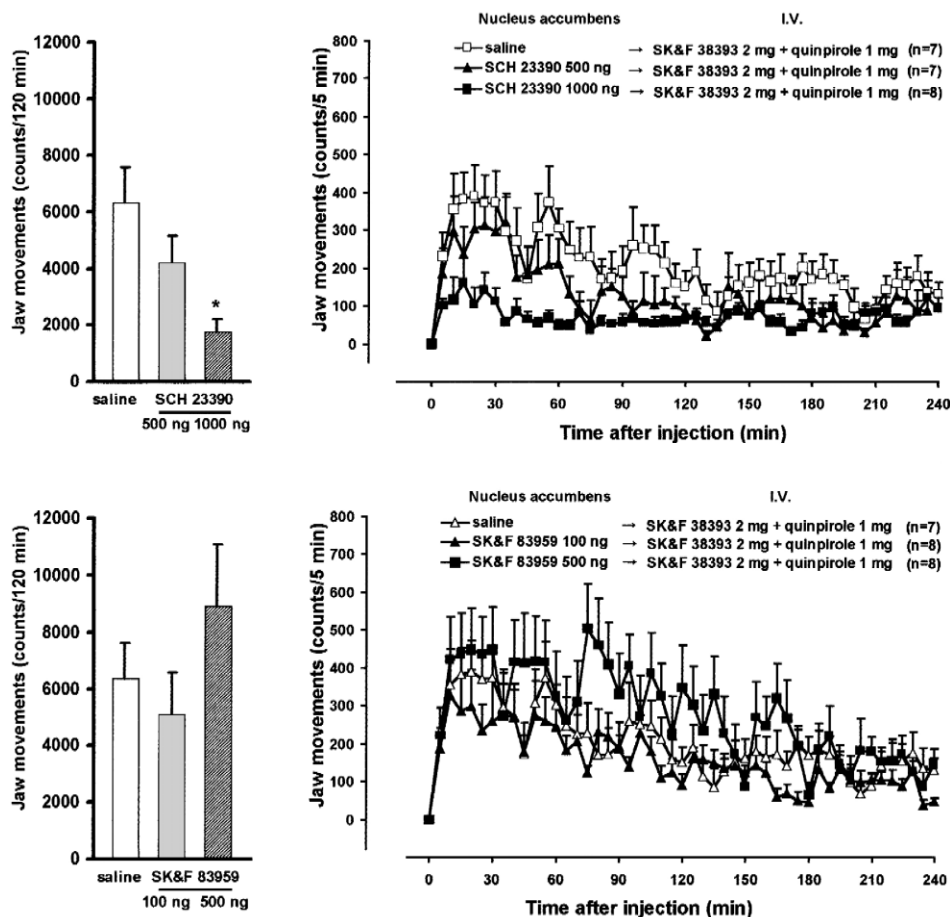 Jaw movements (counts/120 min)
12000
10000
8000
6000
4000
2000
0
*
saline SCH 23390
500 ng 1000 ng
Nucleus accumbens I.V.
saline → SK&F 38393 2 mg + quinpirole 1 mg (n=7)
SCH 23390 500 ng → SK&F 38393 2 mg + quinpirole 1 mg (n=7)
SCH 23390 1000 ng → SK&F 38393 2 mg + quinpirole 1 mg (n=8)
Jaw movements (counts/5 min)
800
700
600
500
400
300
200
100
0
0 30 60 90 120 150 180 210 240
Time after injection (min)
Jaw movements (counts/120 min)
12000
10000
8000
6000
4000
2000
0
saline SK&F 83959
100 ng 500 ng
Nucleus accumbens I.V.
saline → SK&F 38393 2 mg + quinpirole 1 mg (n=7)
SK&F 83959 100 ng → SK&F 38393 2 mg + quinpirole 1 mg (n=8)
SK&F 83959 500 ng → SK&F 38393 2 mg + quinpirole 1 mg (n=8)
Jaw movements (counts/5 min)
800
700
600
500
400
300
200
100
0
0 30 60 90 120 150 180 210 240
Time after injection (min)